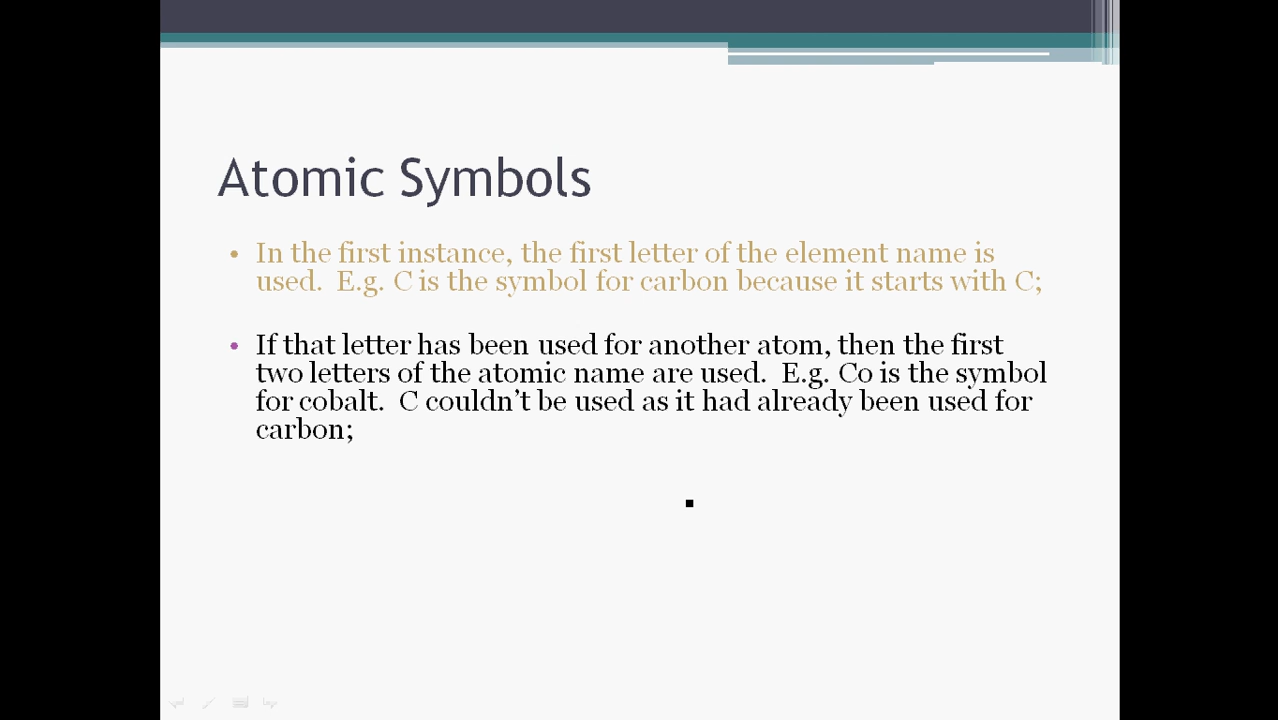 Atomic Symbols
• In the first instance, the first letter of the element name is
used.  E.g. C is the symbol for carbon because it starts with C;
• If that letter has been used for another atom, then the first
two letters of the atomic name are used.  E.g. Co is the symbol
for cobalt.  C couldn’t be used as it had already been used for
carbon;